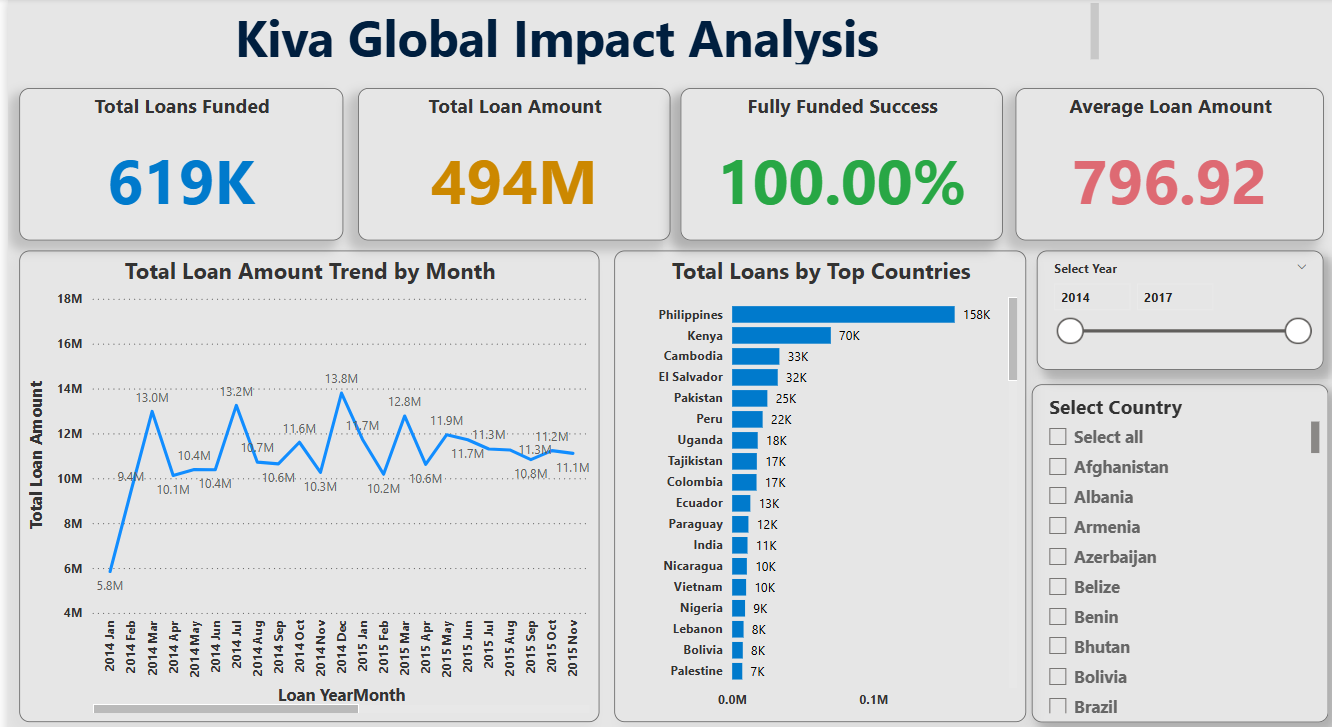 Kiva Global Impact Analysis
Total Loans Funded
619K
Total Loan Amount
494M
Fully Funded Success
100.00%
Average Loan Amount
796.92
Total Loan Amount Trend by Month
Total Loan Amount
18M
16M
14M
12M
10M
8M
6M
4M
5.8M
9.4M
13.0M
10.1M
10.4M
10.4M
13.2M
10.7M
10.6M
11.6M
10.3M
13.8M
11.7M
10.2M
12.8M
10.6M
11.9M
11.7M
11.3M
11.3M
10.8M
11.2M
11.1M
2014 Jan
2014 Feb
2014 Mar
2014 Apr
2014 May
2014 Jun
2014 Jul
2014 Aug
2014 Sep
2014 Oct
2014 Nov
2014 Dec
2015 Jan
2015 Feb
2015 Mar
2015 Apr
2015 May
2015 Jun
2015 Jul
2015 Aug
2015 Sep
2015 Oct
2015 Nov
Loan YearMonth
Total Loans by Top Countries
Philippines 158K
Kenya 70K
Cambodia 33K
El Salvador 32K
Pakistan 25K
Peru 22K
Uganda 18K
Tajikistan 17K
Colombia 17K
Ecuador 13K
Paraguay 12K
India 11K
Nicaragua 10K
Vietnam 10K
Nigeria 9K
Lebanon 8K
Bolivia 8K
Palestine 7K
0.0M 0.1M
Select Year
2014 2017
Select Country
Select all
Afghanistan
Albania
Armenia
Azerbaijan
Belize
Benin
Bhutan
Bolivia
Brazil